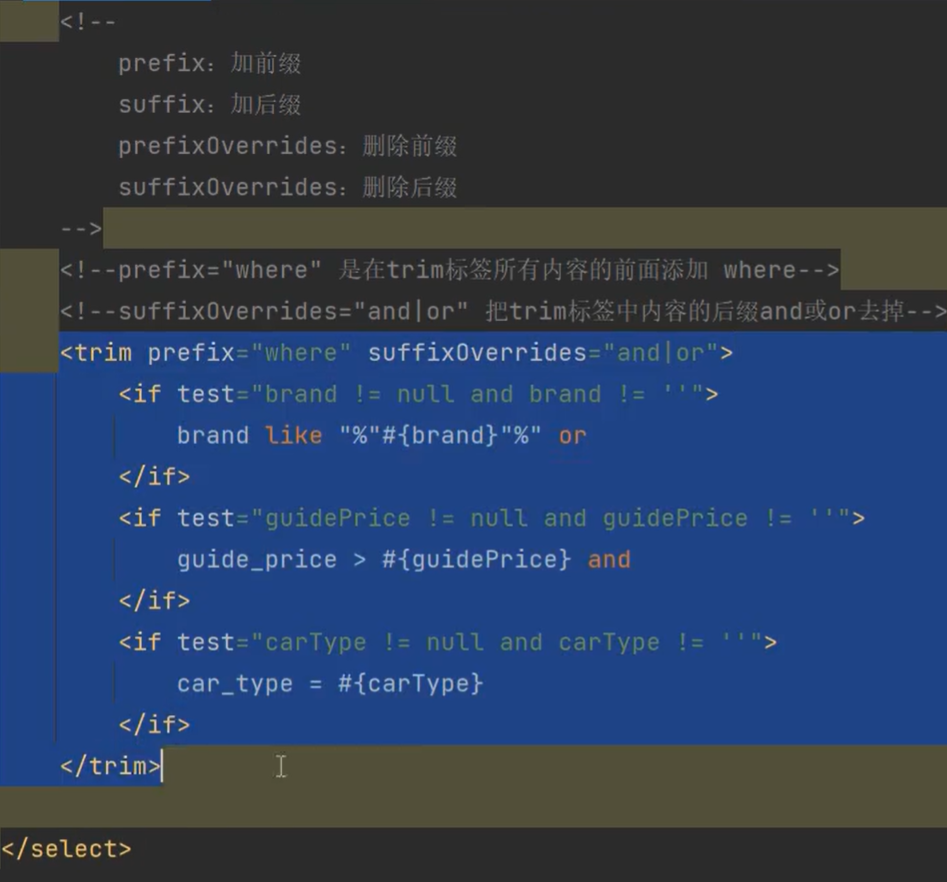 <!--
prefix：加前缀
suffix：加后缀
prefixOverrides：删除前缀
suffixOverrides：删除后缀
-->
<!--prefix="where" 是在trim标签所有内容的前面添加 where-->
<!--suffixOverrides="and|or" 把trim标签中内容的后缀and或or去掉-->
<trim prefix="where" suffixOverrides="and|or">
<if test="brand != null and brand != ''">
brand like "%"#{brand}"%" or
</if>
<if test="guidePrice != null and guidePrice != ''">
guide_price > #{guidePrice} and
</if>
<if test="carType != null and carType != ''">
car_type = #{carType}
</if>
</trim>
</select>